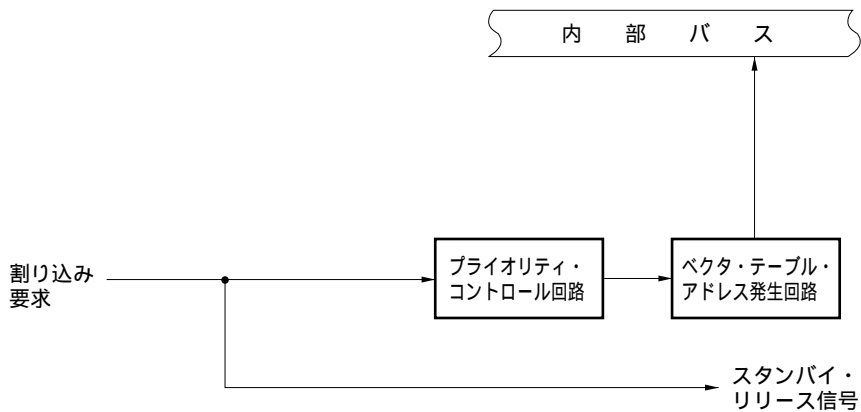 内部バス
割り込み
要求
プライオリティ・
コントロール回路
ベクタ・テーブル・
アドレス発生回路
スタンバイ・
リリース信号